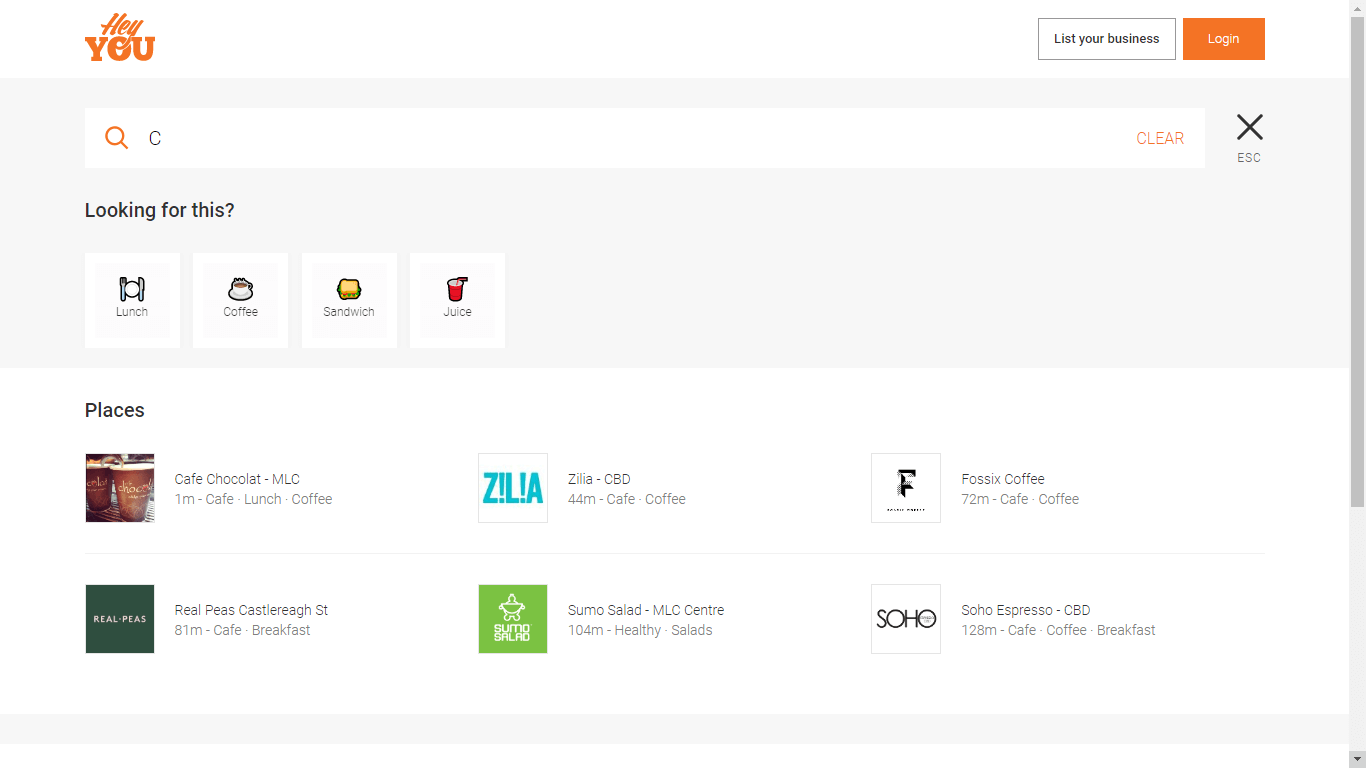 Hey
YOU
List your business
Login
C
CLEAR
ESC
Looking for this?
Lunch
Coffee
Sandwich
Juice
Places
Cafe Chocolat - MLC
1m - Cafe · Lunch · Coffee
Z!L!A
Zilia - CBD
44m - Cafe · Coffee
F
Fossix Coffee
72m - Cafe · Coffee
REAL·PEAS
Real Peas Castlereagh St
81m - Cafe · Breakfast
SUMO
SALAD
Sumo Salad - MLC Centre
104m - Healthy · Salads
SOHO
Soho Espresso - CBD
128m - Cafe · Coffee · Breakfast